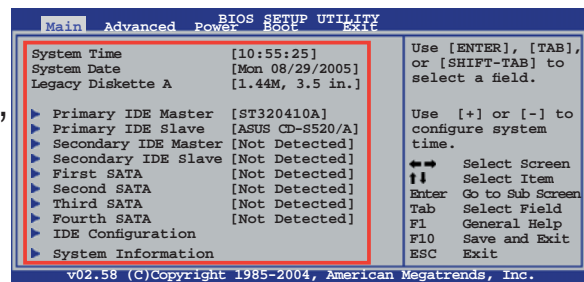 BIOS SETUP UTILITY
Main Advanced Power Boot Exit
System Time [10:55:25]
System Date [Mon 08/29/2005]
Legacy Diskette A [1.44M, 3.5 in.]
Primary IDE Master [ST320410A]
Primary IDE Slave [ASUS CD-S520/A]
Secondary IDE Master [Not Detected]
Secondary IDE Slave [Not Detected]
First SATA [Not Detected]
Second SATA [Not Detected]
Third SATA [Not Detected]
Fourth SATA [Not Detected]
IDE Configuration
System Information
Use [ENTER], [TAB],
or [SHIFT-TAB] to
select a field.
Use [+] or [-] to
configure system
time.
Select Screen
Select Item
Enter Go to Sub Screen
Tab Select Field
F1 General Help
F10 Save and Exit
ESC Exit
v02.58 (C)Copyright 1985-2004, American Megatrends, Inc.
,